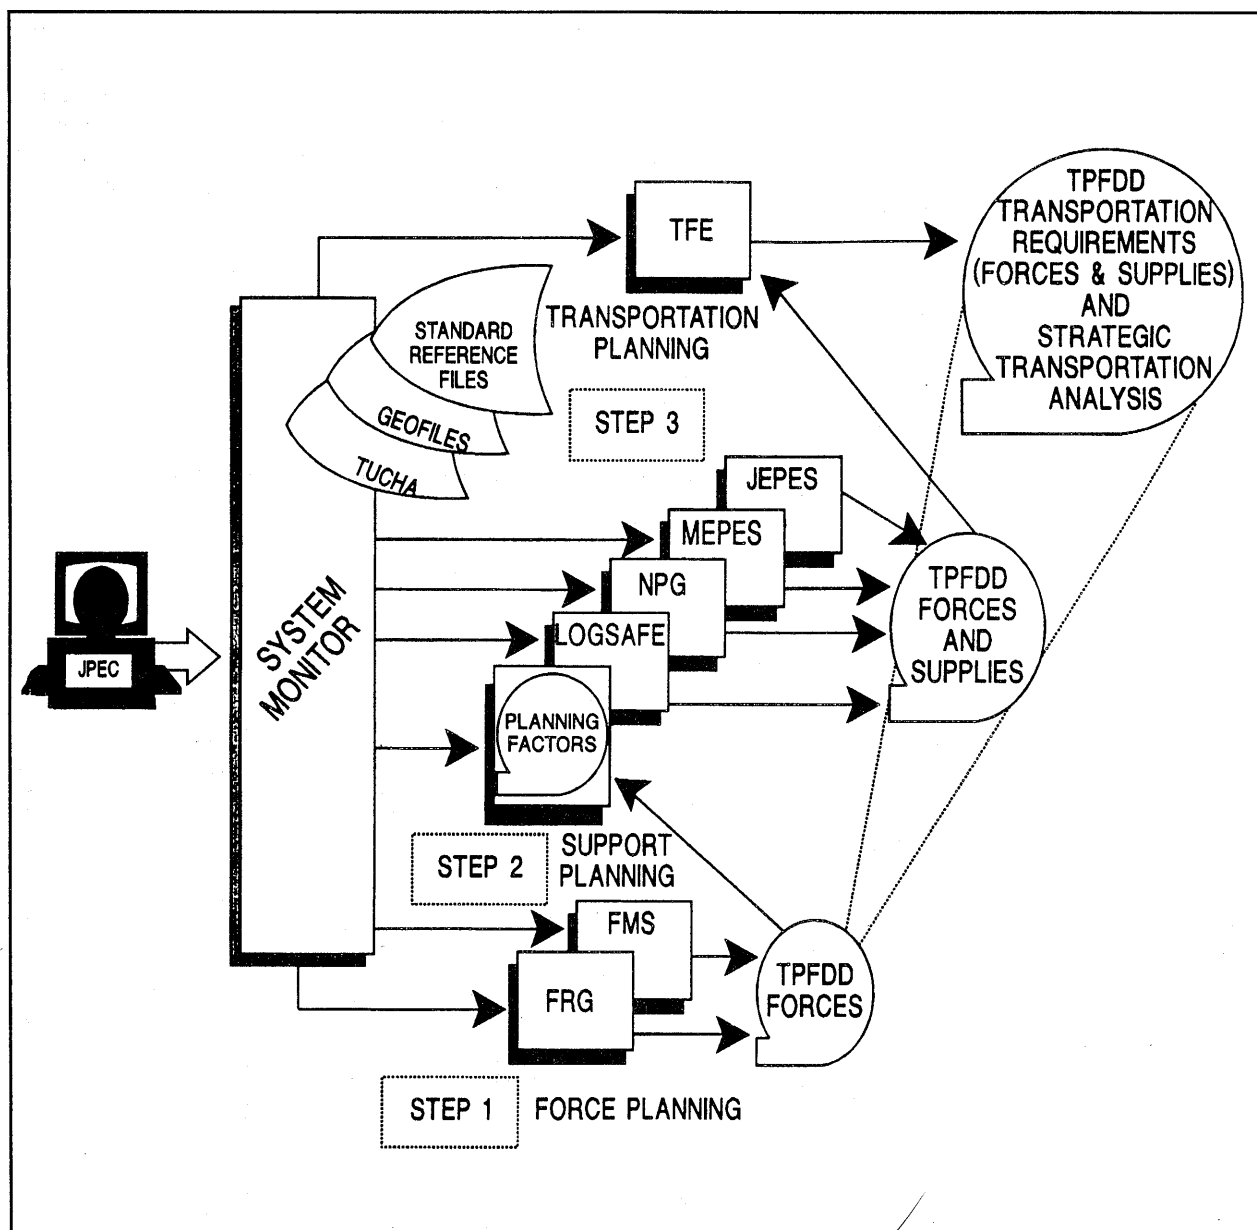 TFE
TRANSPORTATION
PLANNING
STEP 3
TPFDD
TRANSPORTATION
REQUIREMENTS
(FORCES & SUPPLIES)
AND
STRATEGIC
TRANSPORTATION
ANALYSIS
STANDARD
REFERENCE
FILES
GEOFILES
TUCHA
JPEC
SYSTEM
MONITOR
JEPES
MEPES
NPG
LOGSAFE
PLANNING
FACTORS
TPFDD
FORCES
AND
SUPPLIES
STEP 2
SUPPORT
PLANNING
FMS
FRG
TPFDD
FORCES
STEP 1
FORCE PLANNING